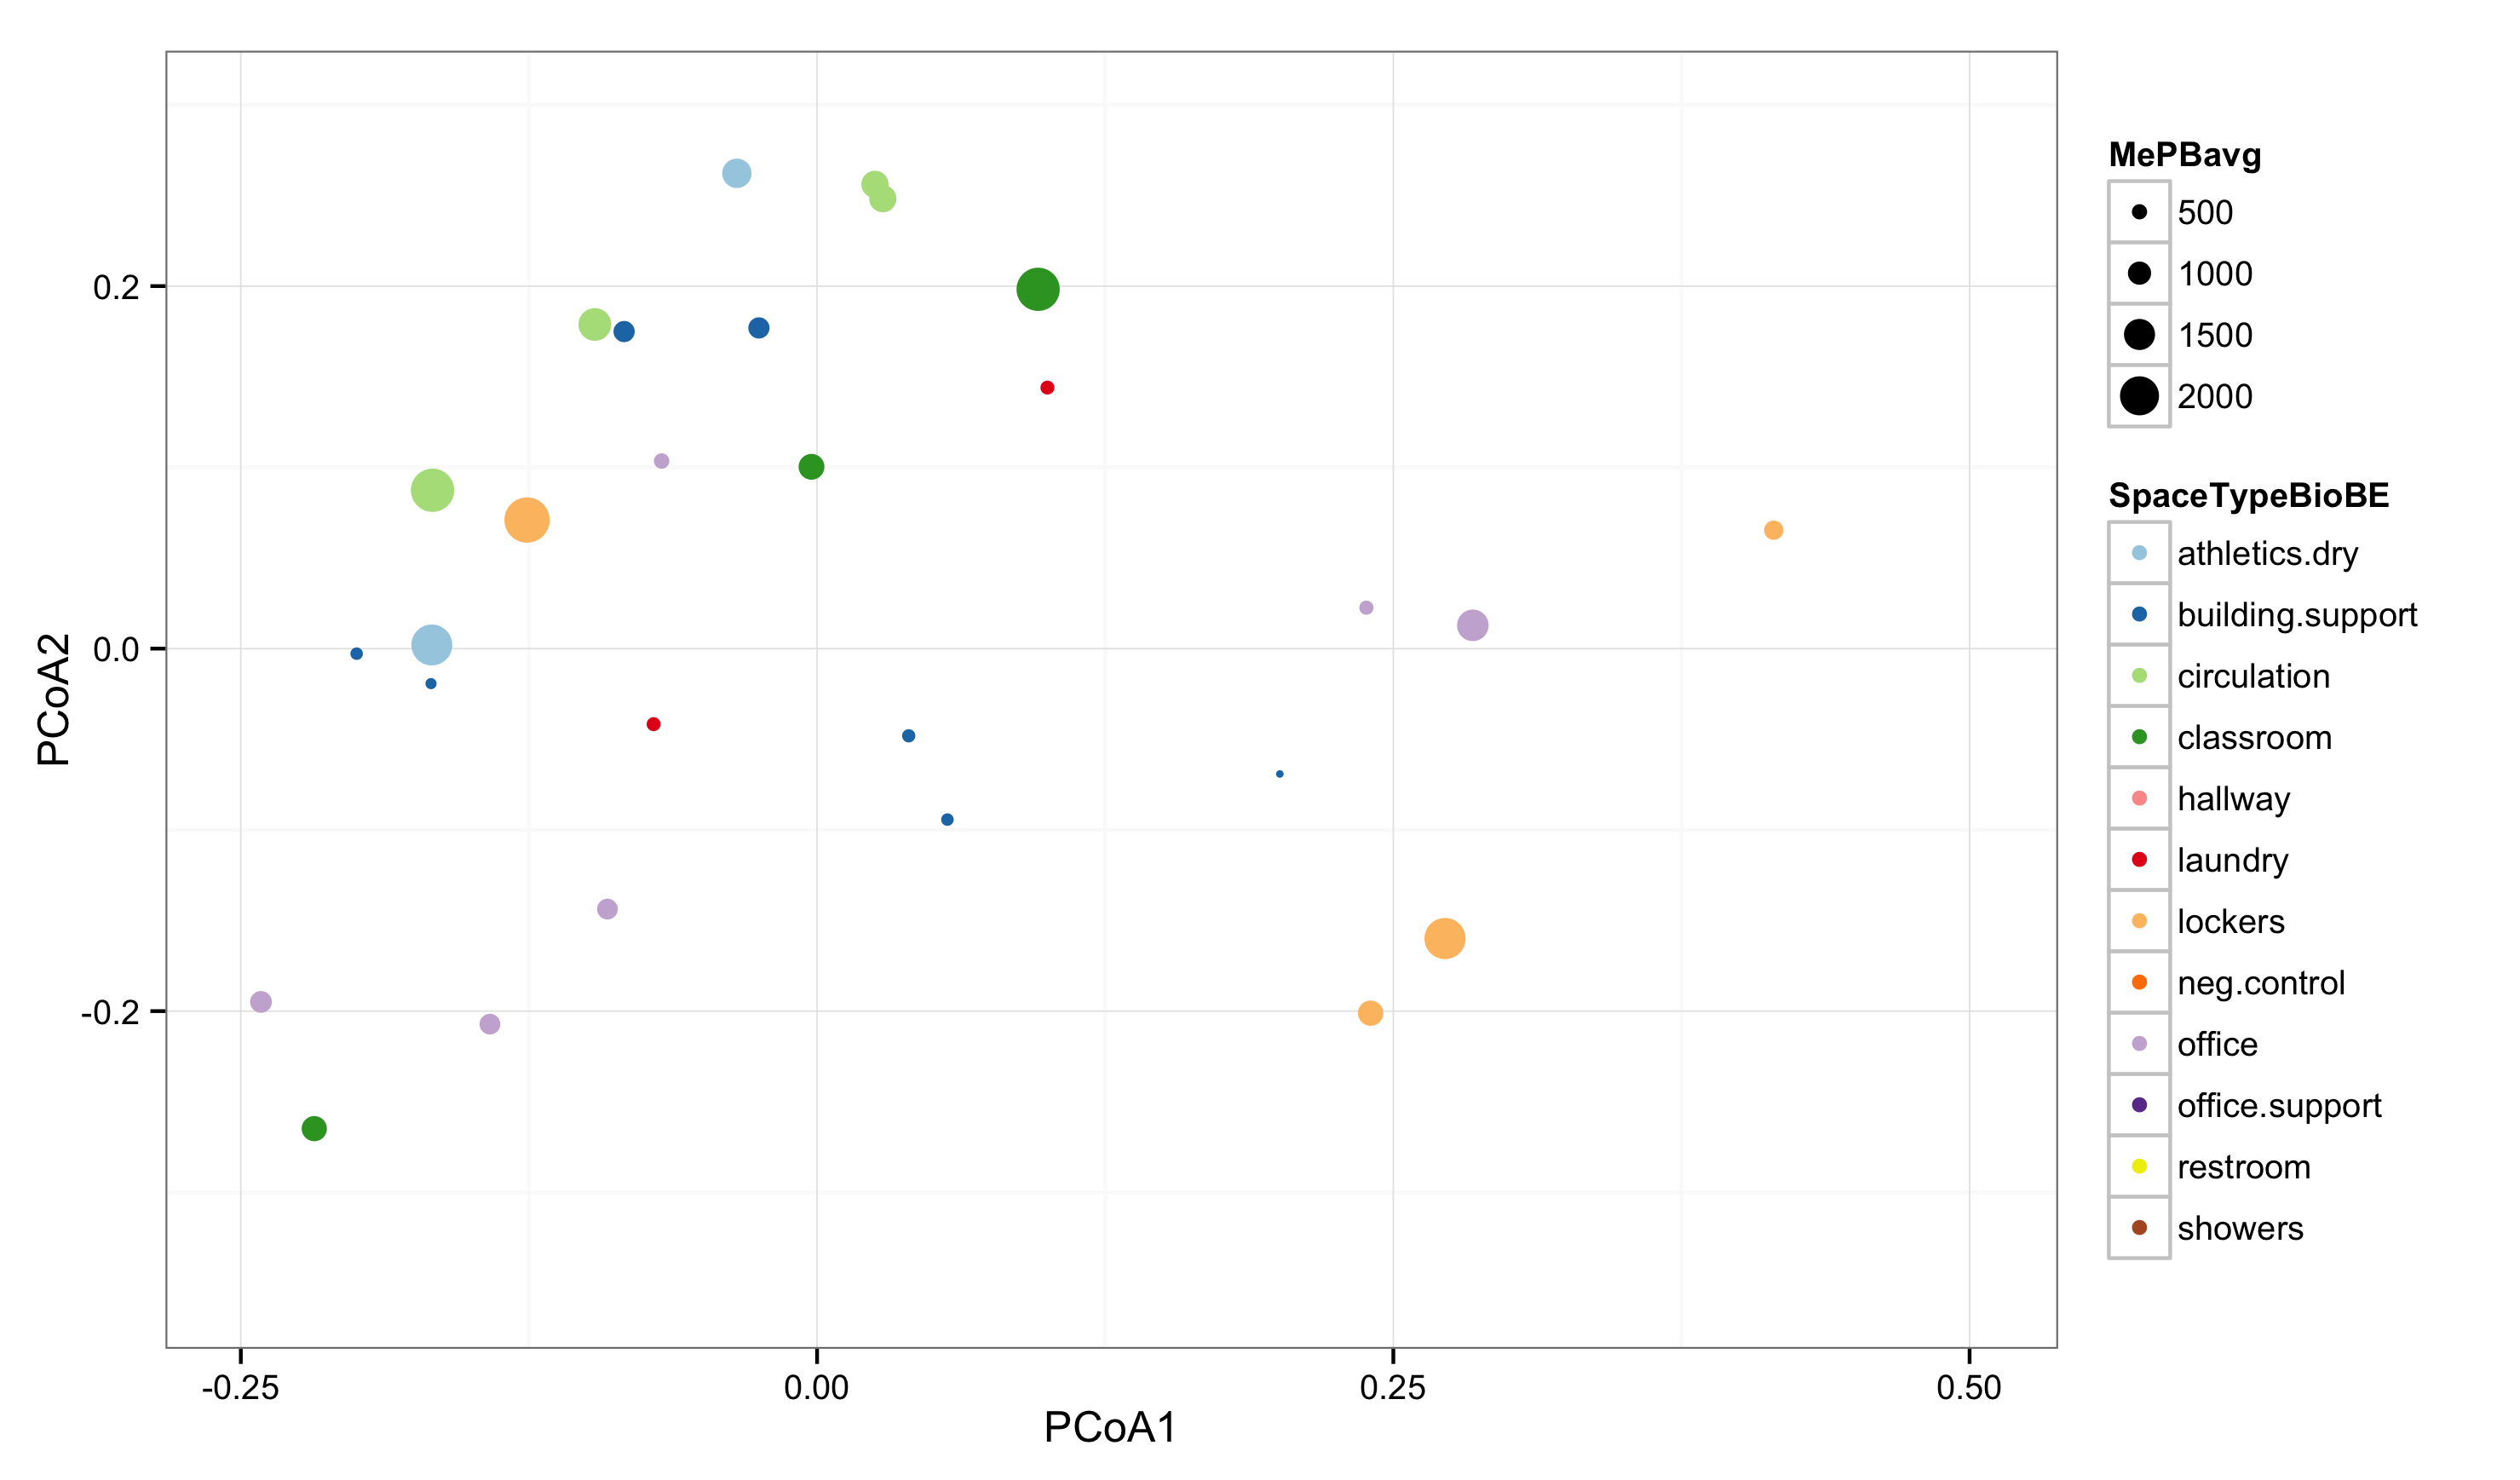 MePBavg
500
1000
1500
2000
SpaceTypeBioBE
athletics.dry
building.support
circulation
classroom
hallway
laundry
lockers
neg.control
office
office.support
restroom
showers
0.2
0.0
-0.2
PCoA2
-0.25 0.00 0.25 0.50
PCoA1